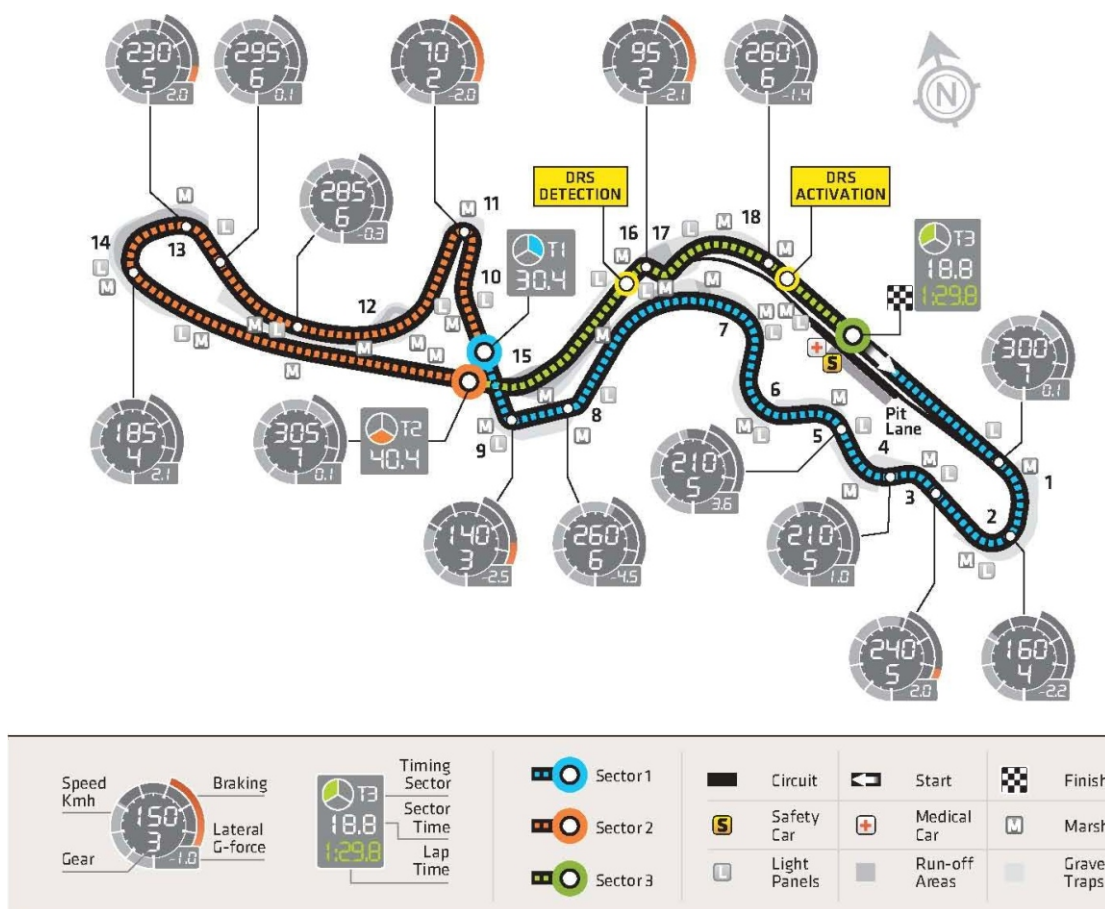 230
5
2.0
295
6
0.1
70
2
-2.0
95
2
-2.1
260
6
-1.4
N
285
6
-0.3
DRS
DETECTION
DRS
ACTIVATION
M
11
M
L
14
13
16
17
L
M
18
M
M
T3
18.8
1:29.8
10
T1
30.4
L
M
L
M
M
L
12
M
L
M
M
L
M
M
M
M
L
M
L
M
M
L
7
15
S
300
7
0.1
Pit
Lane
6
8
L
M
L
M
185
4
2.1
305
7
0.1
T2
40.4
M
L
9
M
M
L
5
4
M
L
3
M
1
2
210
5
3.6
M
140
3
-2.5
260
6
-4.5
210
5
1.0
M
L
240
5
2.0
160
4
-2.2
Speed
Kmh
Gear
150
3
-1.0
Braking
Lateral
G-force
T3
18.8
1:29.8
Timing
Sector
Sector
Time
Lap
Time
Sector 1
Sector 2
Sector 3
Circuit
Start
Finish
S
Safety
Car
Medical
Car
M
Marsh
L
Light
Panels
Run-off
Areas
Grave
Traps